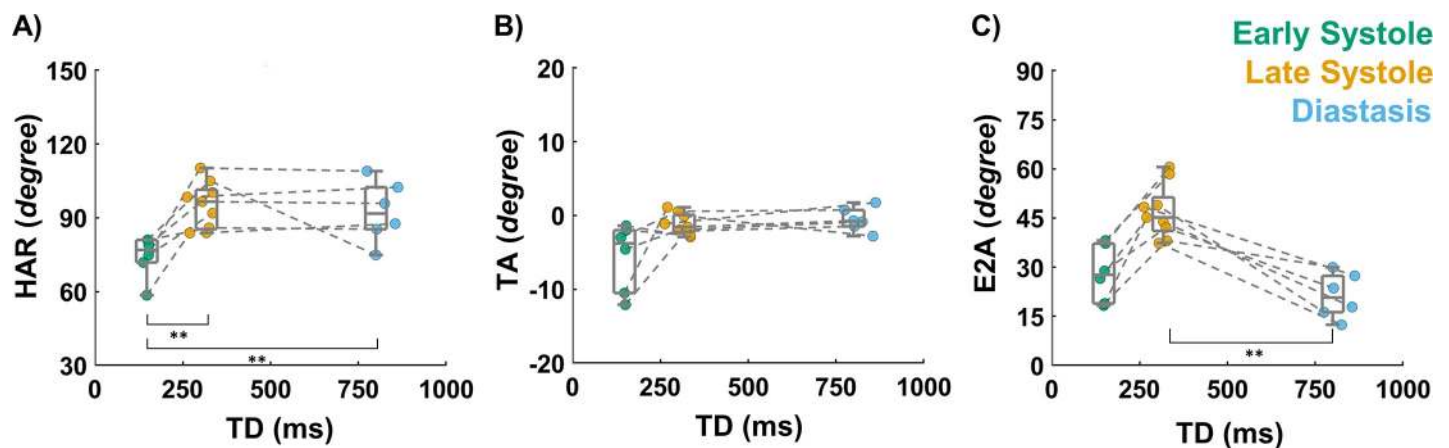 A)
HAR (degree)
150
120
90
60
30
**
**
0
250
500
750
1000
TD (ms)
B)
TA (degree)
20
10
0
-10
-20
0
250
500
750
1000
TD (ms)
C)
E2A (degree)
90
75
60
45
30
15
0
**
0
250
500
750
1000
TD (ms)
Early Systole
Late Systole
Diastasis